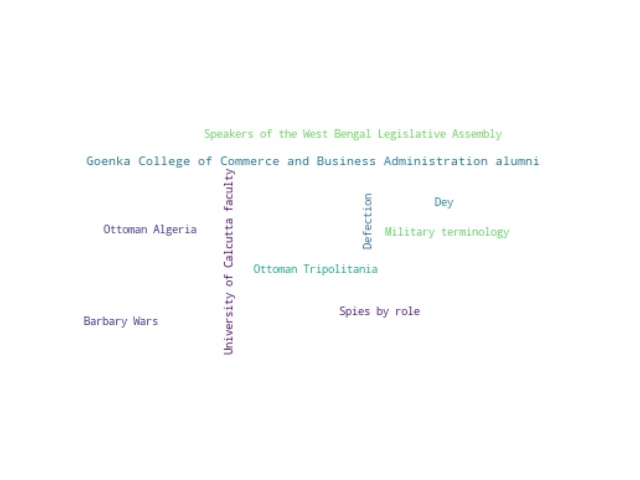 Speakers of the West Bengal Legislative Assembly
Goenka College of Commerce and Business Administration alumni
University of Calcutta faculty
Defection
Dey
Ottoman Algeria
Military terminology
Ottoman Tripolitania
Spies by role
Barbary Wars